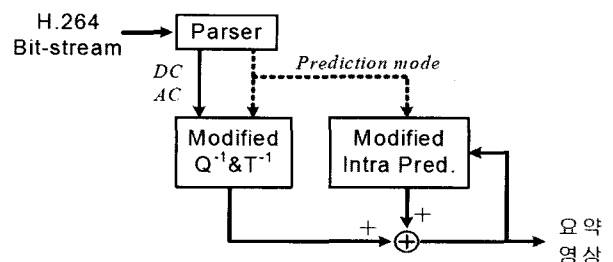 H.264
Bit-stream
Parser
DC
AC
Prediction mode
Modified
Q⁻¹&T⁻¹
Modified
Intra Pred.
+
+
요약
영상